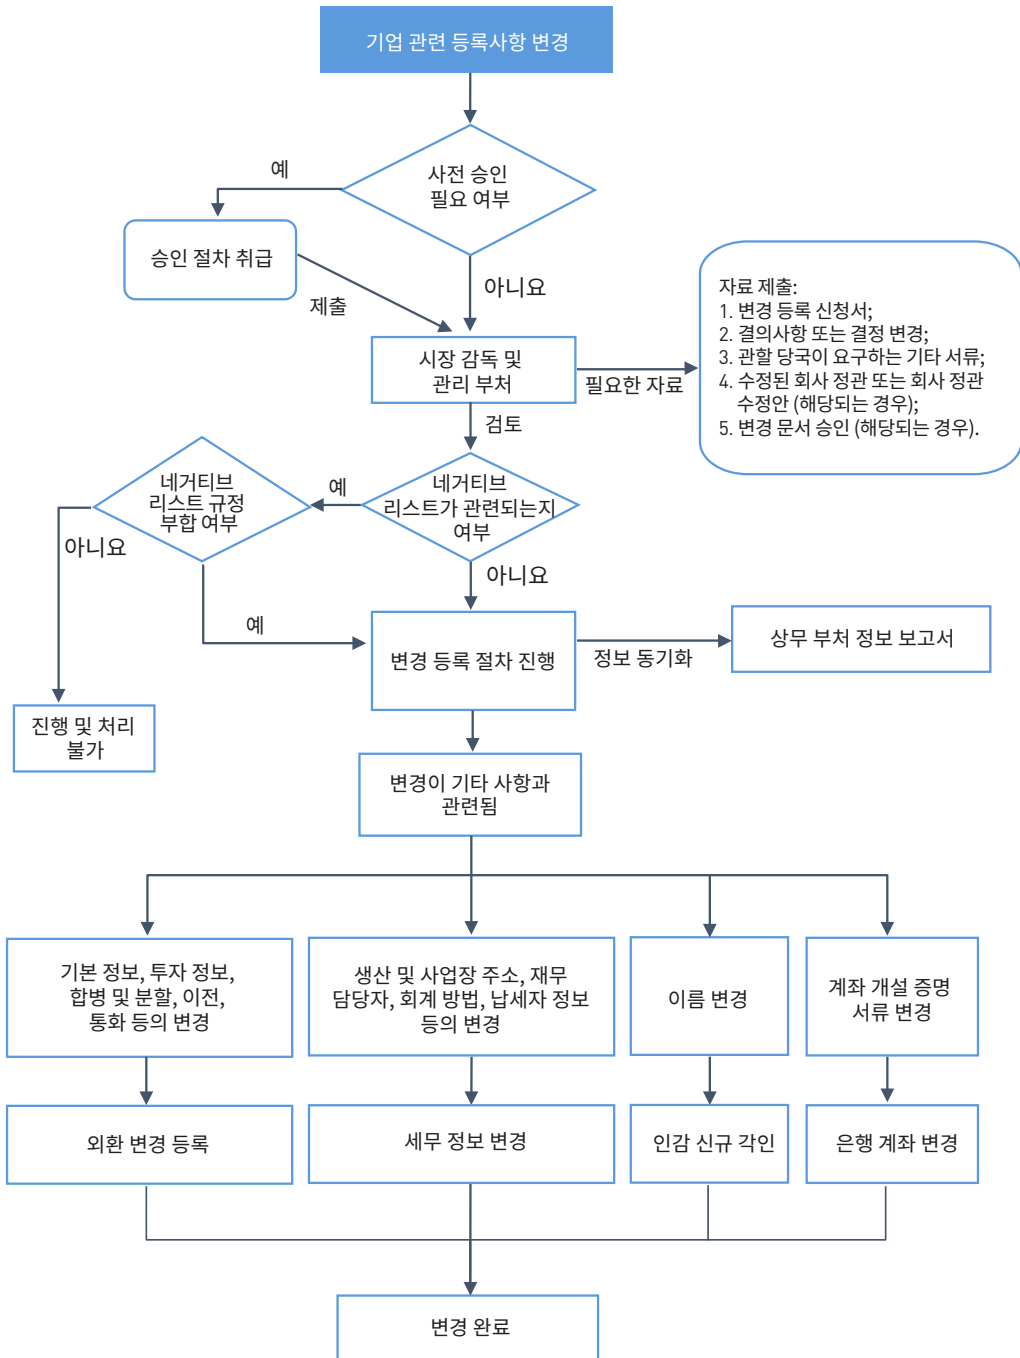 기업 관련 등록사항 변경
예
사전 승인
필요 여부
승인 절차 취급
제출
아니요
시장 감독 및
관리 부처
필요한 자료
자료 제출:
1. 변경 등록 신청서;
2. 결의사항 또는 결정 변경;
3. 관할 당국이 요구하는 기타 서류;
4. 수정된 회사 정관 또는 회사 정관
수정안 (해당되는 경우);
5. 변경 문서 승인 (해당되는 경우).
검토
네거티브
리스트 규정
부합 여부
예
네거티브
리스트가 관련되는지
여부
아니요
아니요
예
변경 등록 절차 진행
정보 동기화
상무 부처 정보 보고서
진행 및 처리
불가
변경이 기타 사항과
관련됨
기본 정보, 투자 정보,
합병 및 분할, 이전,
통화 등의 변경
생산 및 사업장 주소, 재무
담당자, 회계 방법, 납세자 정보
등의 변경
이름 변경
계좌 개설 증명
서류 변경
외환 변경 등록
세무 정보 변경
인감 신규 각인
은행 계좌 변경
변경 완료